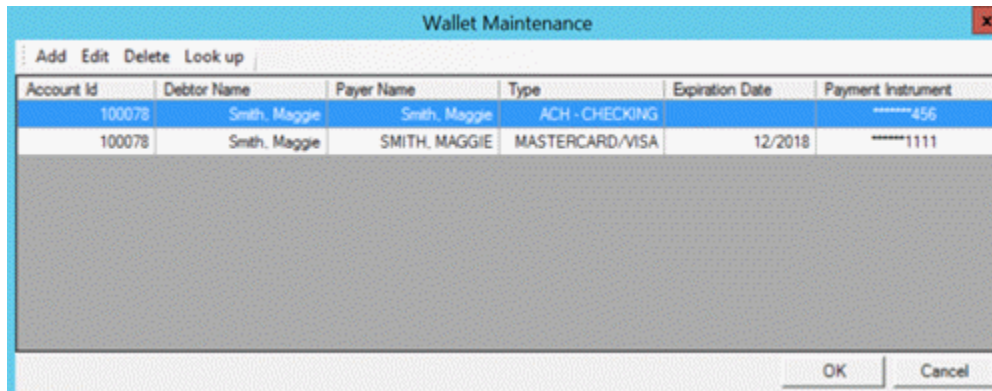 Wallet Maintenance
x
Add Edit Delete Look up
Account Id Debtor Name Payer Name Type Expiration Date Payment Instrument
100078 Smith, Maggie Smith, Maggie ACH - CHECKING *******456
100078 Smith, Maggie SMITH, MAGGIE MASTERCARD/VISA 12/2018 *******1111
OK Cancel